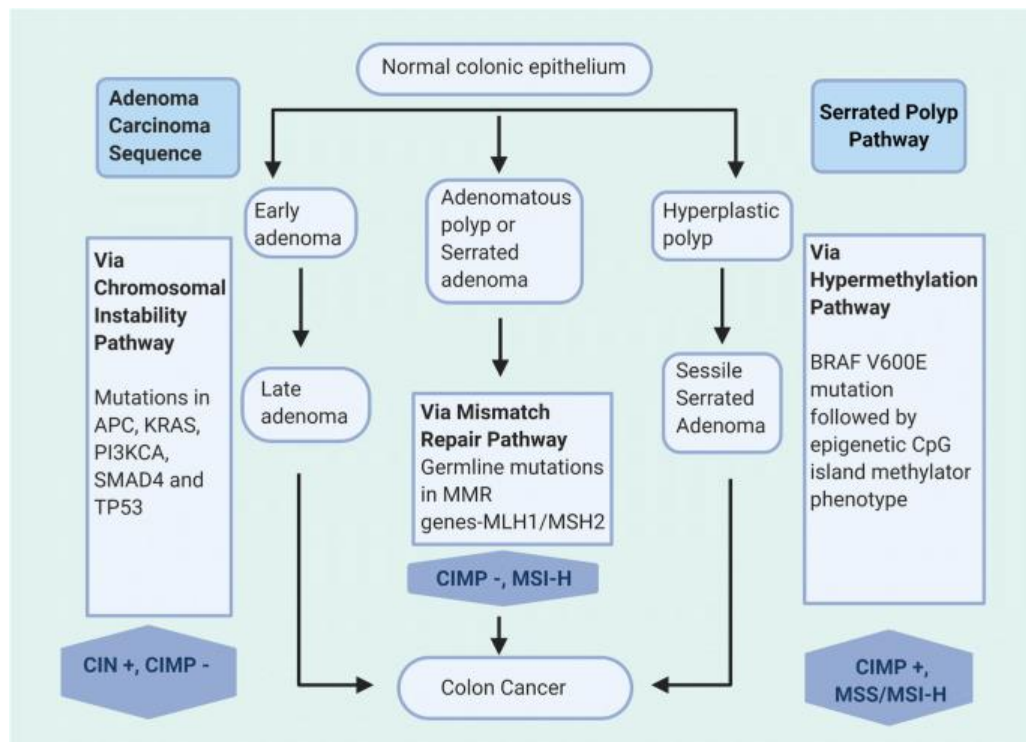 Normal colonic epithelium
Adenoma
Carcinoma
Sequence
Serrated Polyp
Pathway
Early
adenoma
Adenomatous
polyp or
Serrated
adenoma
Hyperplastic
polyp
Via
Chromosomal
Instability
Pathway
Mutations in
APC, KRAS,
PI3KCA,
SMAD4 and
TP53
Late
adenoma
Via Mismatch
Repair Pathway
Germline mutations
in MMR
genes-MLH1/MSH2
Sessile
Serrated
Adenoma
Via
Hypermethylation
Pathway
BRAF V600E
mutation
followed by
epigenetic CpG
island methylator
phenotype
CIMP -, MSI-H
CIN +, CIMP -
Colon Cancer
CIMP +,
MSS/MSI-H